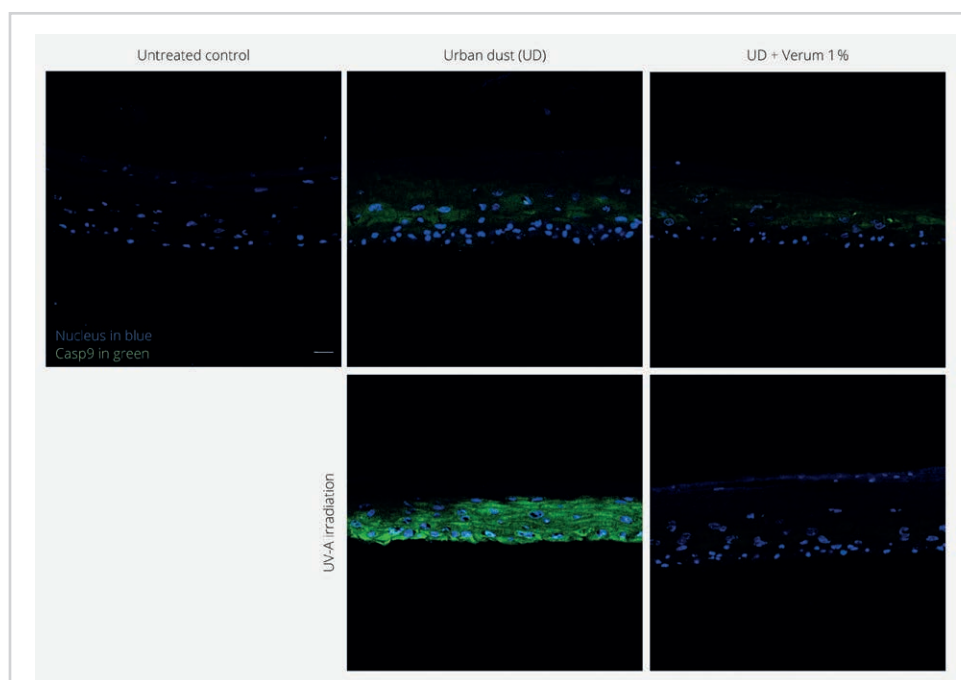 Untreated control
Urban dust (UD)
UD + Verum 1%
Nucleus in blue
Casp9 in green
UV-A irradiation